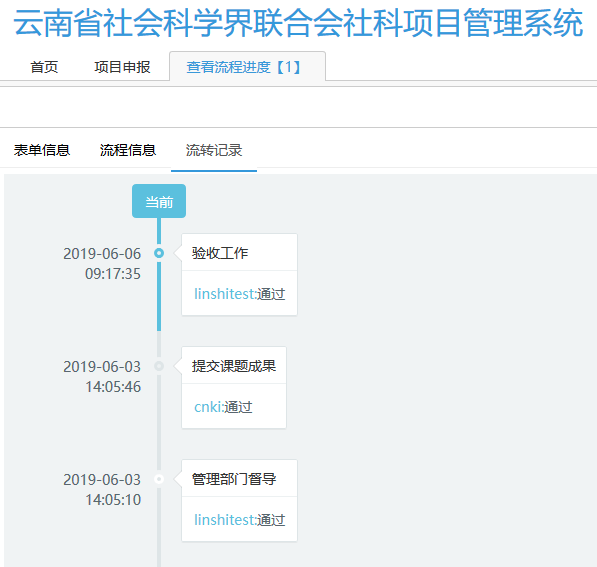 云南省社会科学界联合会社科项目管理系统
首页 项目申报 查看流程进度【1】
表单信息 流程信息 流转记录
当前
2019-06-06 验收工作
09:17:35
linshitest:通过
2019-06-03 提交课题成果
14:05:46
cnki:通过
2019-06-03 管理部门督导
14:05:10
linshitest:通过